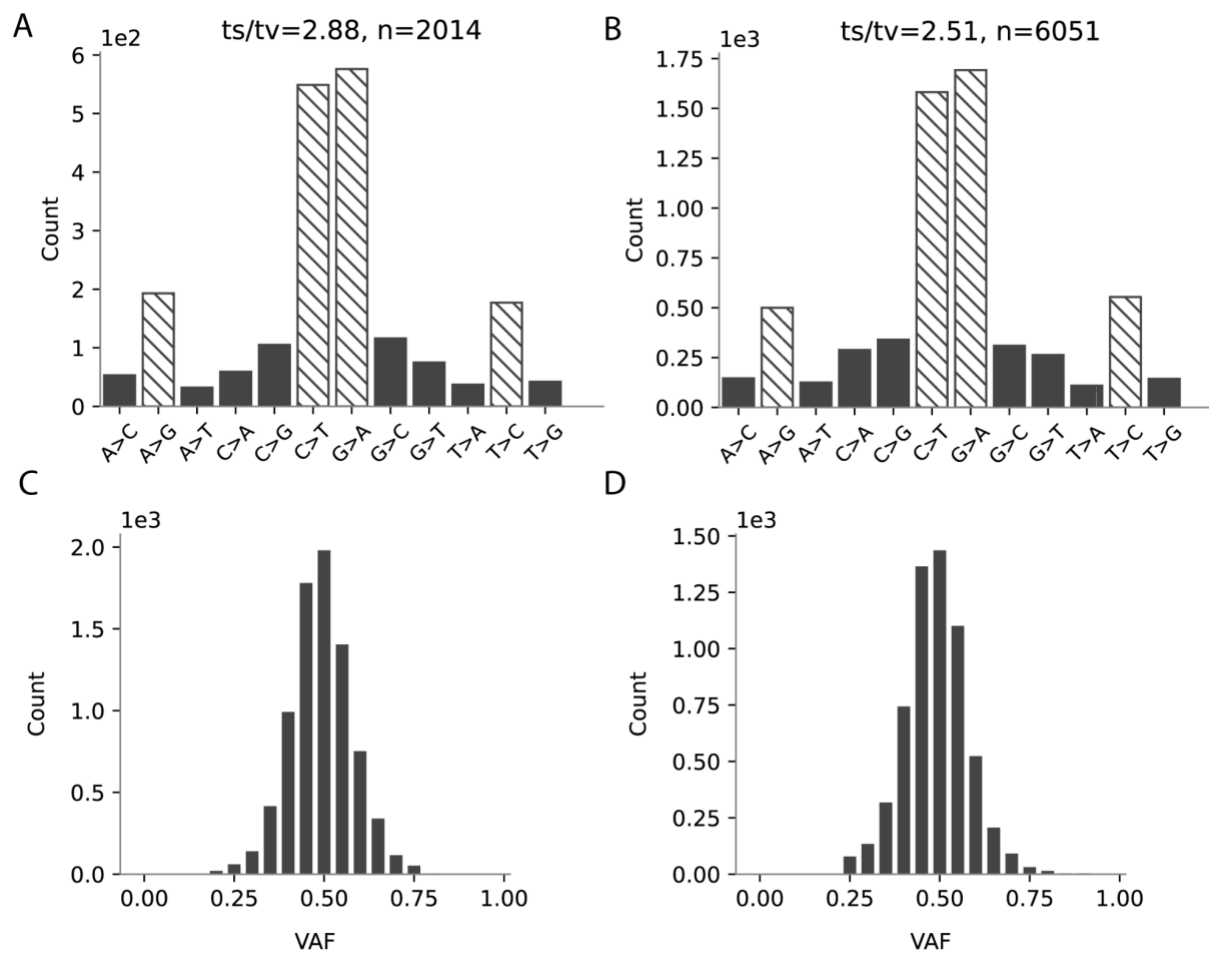 A
ts/tv=2.88, n=2014
1e2
6
5
4
3
2
1
0
Count
A>C A>G A>T C>A C>G C>T G>A G>C G>T T>A T>C T>G
B
ts/tv=2.51, n=6051
1e3
1.75
1.50
1.25
1.00
0.75
0.50
0.25
0.00
Count
A>C A>G A>T C>A C>G C>T G>A G>C G>T T>A T>C T>G
C
1e3
2.0
1.5
1.0
0.5
0.0
Count
0.00 0.25 0.50 0.75 1.00
VAF
D
1e3
1.50
1.25
1.00
0.75
0.50
0.25
0.00
Count
0.00 0.25 0.50 0.75 1.00
VAF